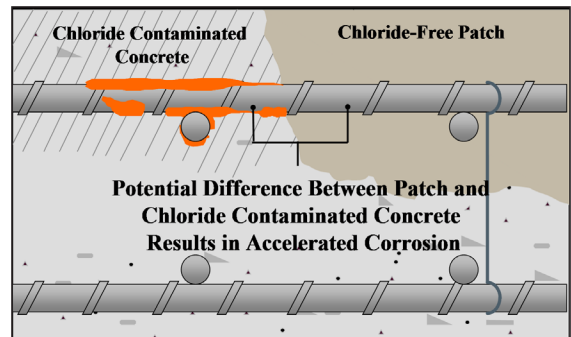 Chloride Contaminated
Concrete
Chloride-Free Patch
Potential Difference Between Patch and
Chloride Contaminated Concrete
Results in Accelerated Corrosion